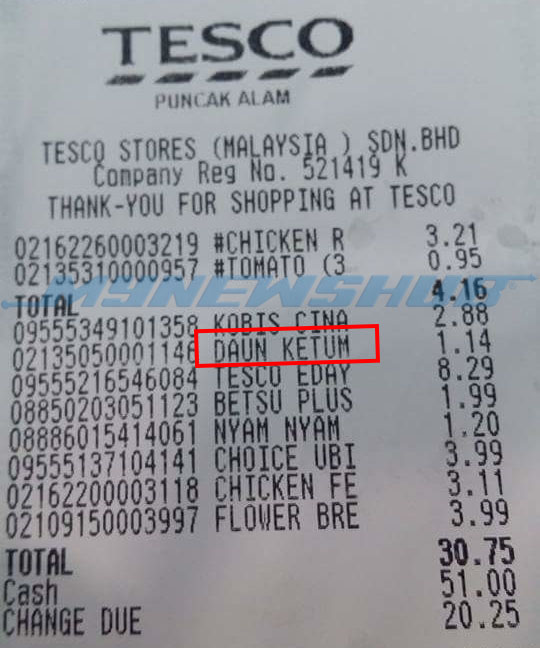 TESCO
PUNCAK ALAM
TESCO STORES (MALAYSIA ) SDN.BHD
Company Reg No. 521419 K
THANK-YOU FOR SHOPPING AT TESCO
02162260003219 #CHICKEN R 3.21
02135310000957 #TOMATO (3 0.95
TOTAL 4.16
MYNEWSHUB
09555349101358 KOBIS CINA 2.88
02135050001146 DAUN KETUM 1.14
09555216546084 TESCO EDAY 8.29
08850203051123 BETSU PLUS 1.99
08886015414061 NYAM NYAM 1.20
09555137104141 CHOICE UBI 3.99
02162200003118 CHICKEN FE 3.11
02109150003997 FLOWER BRE 3.99
TOTAL 30.75
Cash 51.00
CHANGE DUE 20.25